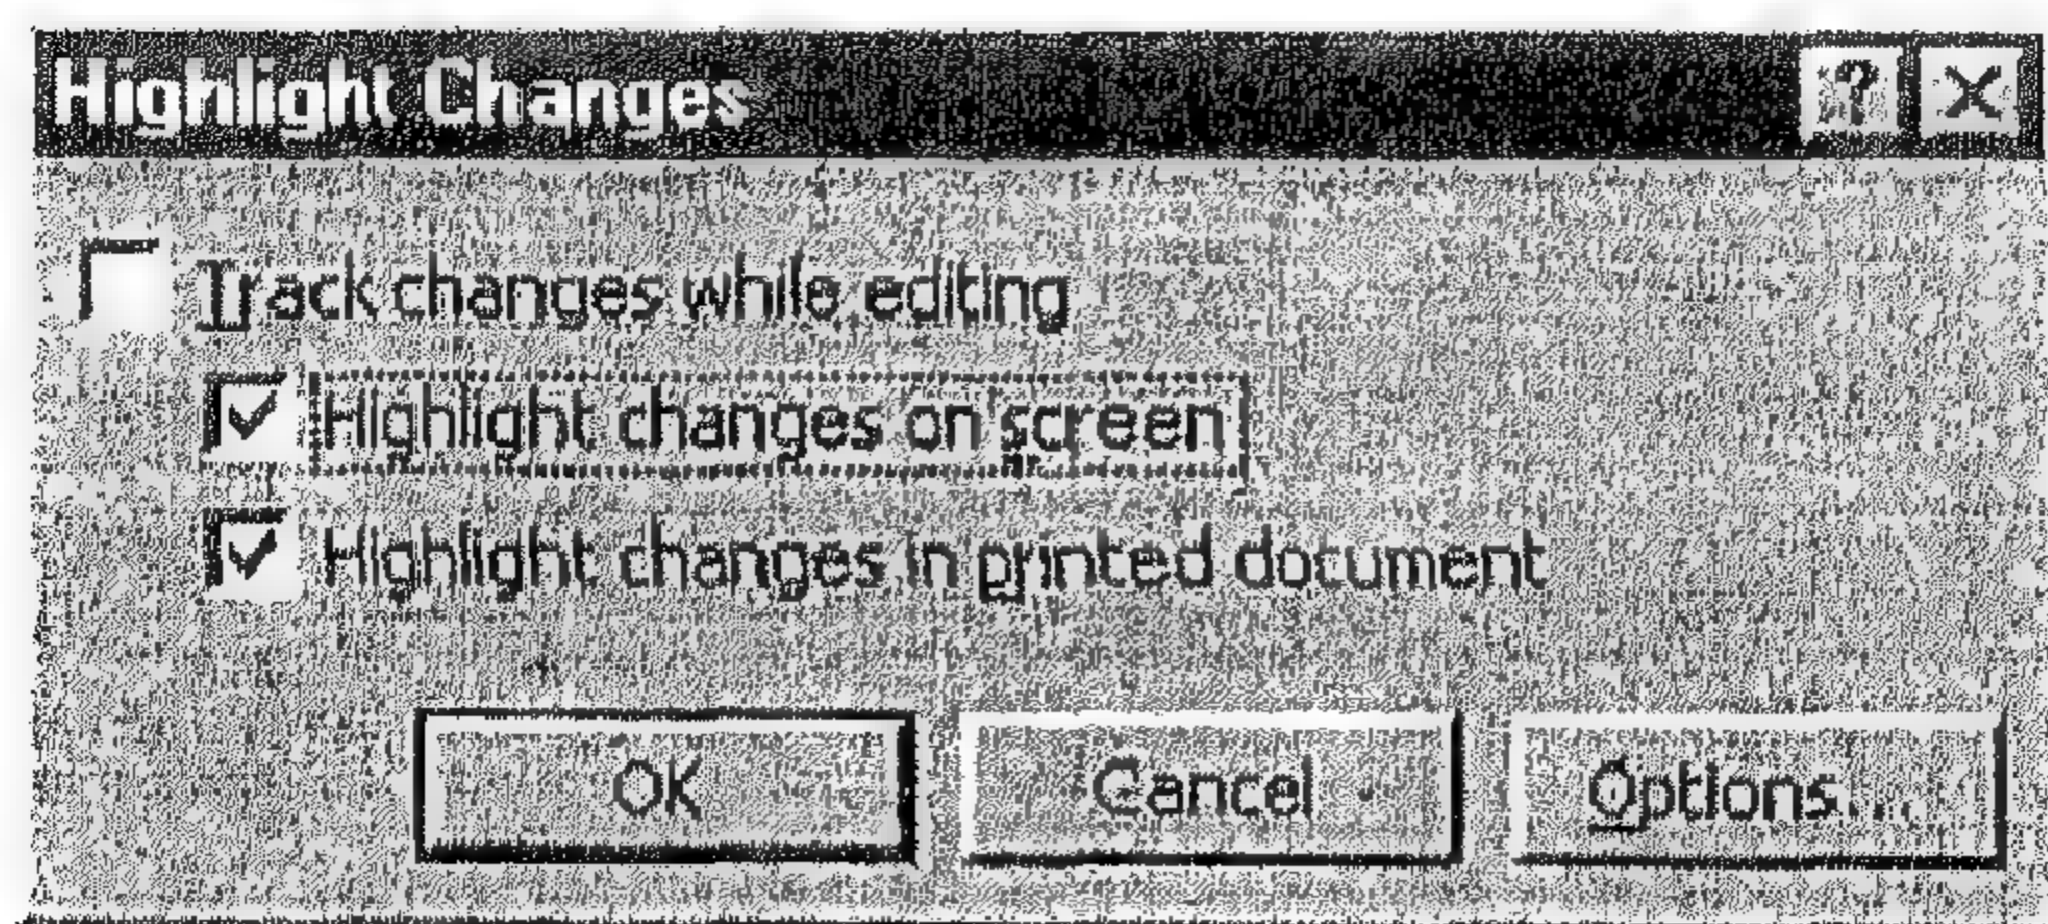 Highlight Changes ?
Track changes while editing
Highlight changes on screen
Highlight changes in printed document
OK Cancel Options...